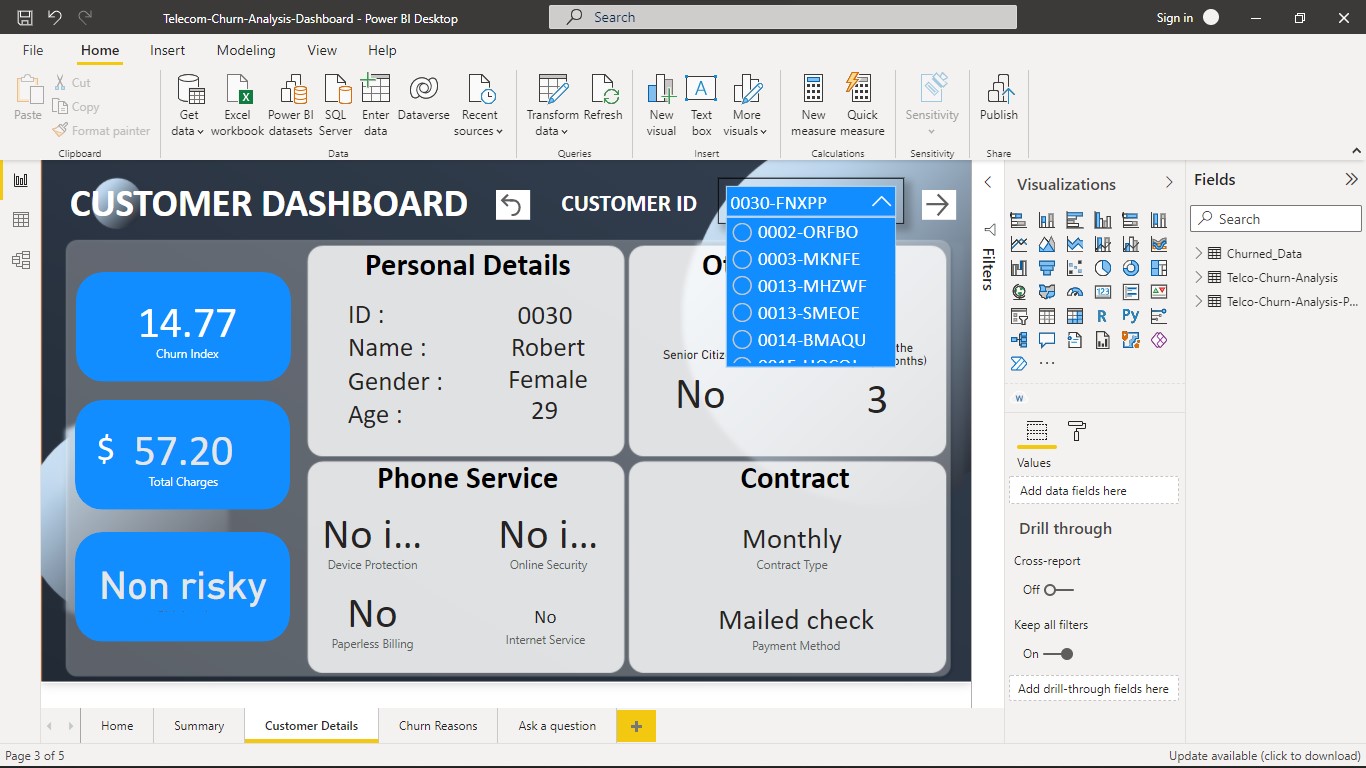 Telecom-Churn-Analysis-Dashboard - Power BI Desktop
Search
Sign in
File
Home
Insert
Modeling
View
Help
Paste
Cut
Copy
Format painter
Clipboard
Get data
Excel workbook
Power BI datasets
SQL Server
Enter data
Dataverse
Recent sources
Data
Transform data
Refresh
Queries
New visual
A
Text box
More visuals
Insert
New measure
Quick measure
Calculations
Sensitivity
Sensitivity
Publish
Share
CUSTOMER DASHBOARD
CUSTOMER ID
0030-FNXPP
0002-ORFBO
0003-MKNFE
0013-MHZWF
0013-SMEOE
0014-BMAQU
14.77
Churn Index
$ 57.20
Total Charges
Non risky
Personal Details
ID : 0030
Name : Robert
Gender : Female
Age : 29
Senior
the
No
3
Phone Service
No i...
Device Protection
No i...
Online Security
No
Paperless Billing
No
Internet Service
Contract
Monthly
Contract Type
Mailed check
Payment Method
Filters
Visualizations
123
R
Py
W
Values
Add data fields here
Drill through
Cross-report
Off
Keep all filters
On
Add drill-through fields here
Fields
Search
Churned_Data
Telco-Churn-Analysis
Telco-Churn-Analysis-P...
Home
Summary
Customer Details
Churn Reasons
Ask a question
+
Page 3 of 5
Update available (click to download)